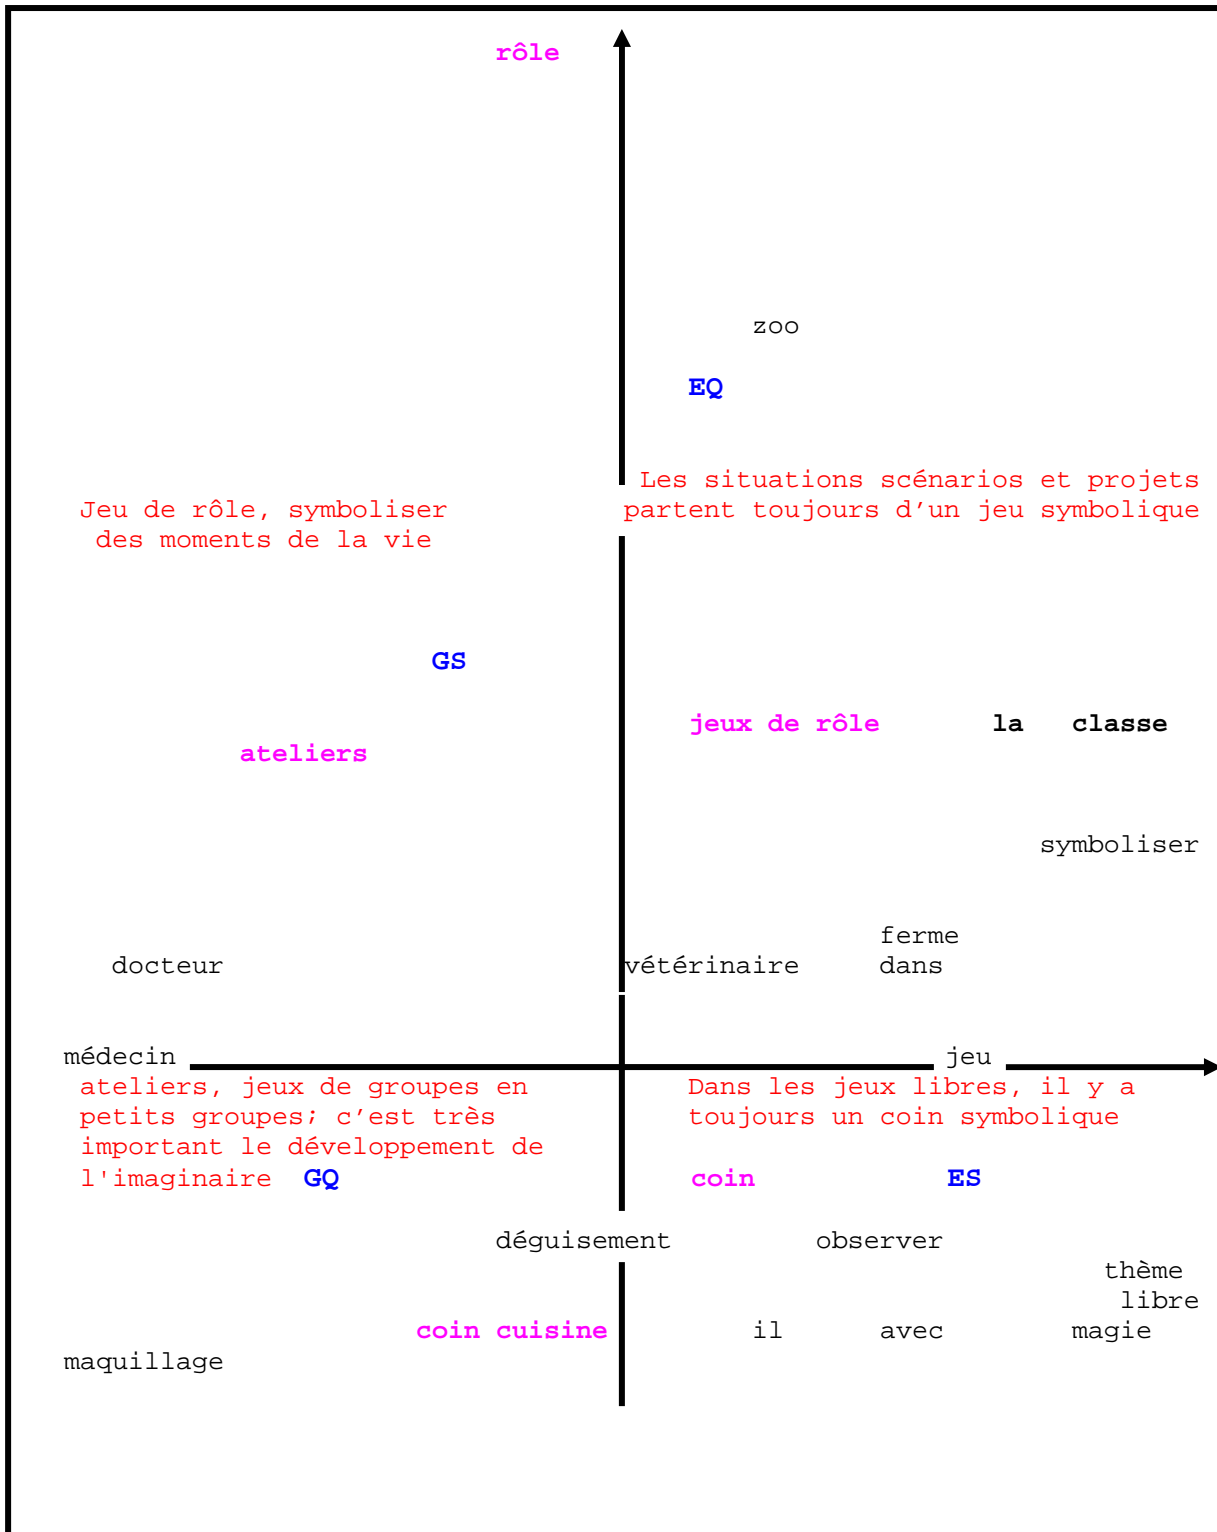 rôle
zoo
EQ
Les situations scénarios et projets
Jeu de rôle, symboliser partent toujours d’un jeu symbolique
des moments de la vie
GS
jeux de rôle la classe
ateliers
symboliser
ferme
docteur vétérinaire dans
médecin jeu
ateliers, jeux de groupes en Dans les jeux libres, il y a
petits groupes; c’est très toujours un coin symbolique
important le développement de
l'imaginaire GQ coin ES
déguisement observer
thème
libre
coin cuisine il avec magie
maquillage